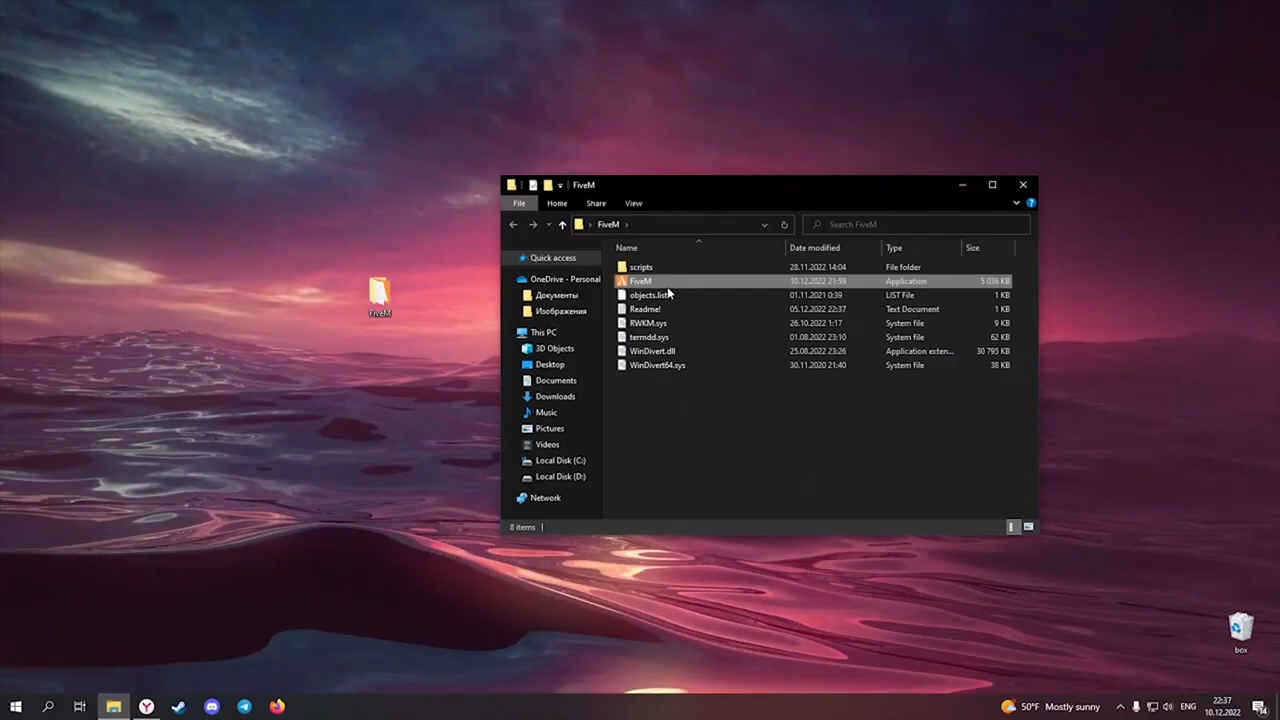 FiveM
FiveM
File Home Share View
FiveM
Search FiveM
Name Date modified Type Size
Quick access
OneDrive - Personal
Документы
Изображения
This PC
3D Objects
Desktop
Documents
Downloads
Music
Pictures
Videos
Local Disk (C:)
Local Disk (D:)
Network
scripts 28.11.2022 14:04 File folder
FiveM 10.12.2022 21:59 Application 5 036 KB
objects.list 01.11.2021 0:39 LIST File 1 KB
Readme! 05.12.2022 22:37 Text Document 1 KB
RWKM.sys 26.10.2022 1:17 System file 9 KB
termdd.sys 01.08.2022 23:10 System file 62 KB
WinDivert.dll 25.08.2022 23:26 Application exten... 30 795 KB
WinDivert64.sys 30.11.2020 21:40 System file 38 KB
8 items
box
50°F Mostly sunny
ENG
22:37
10.12.2022